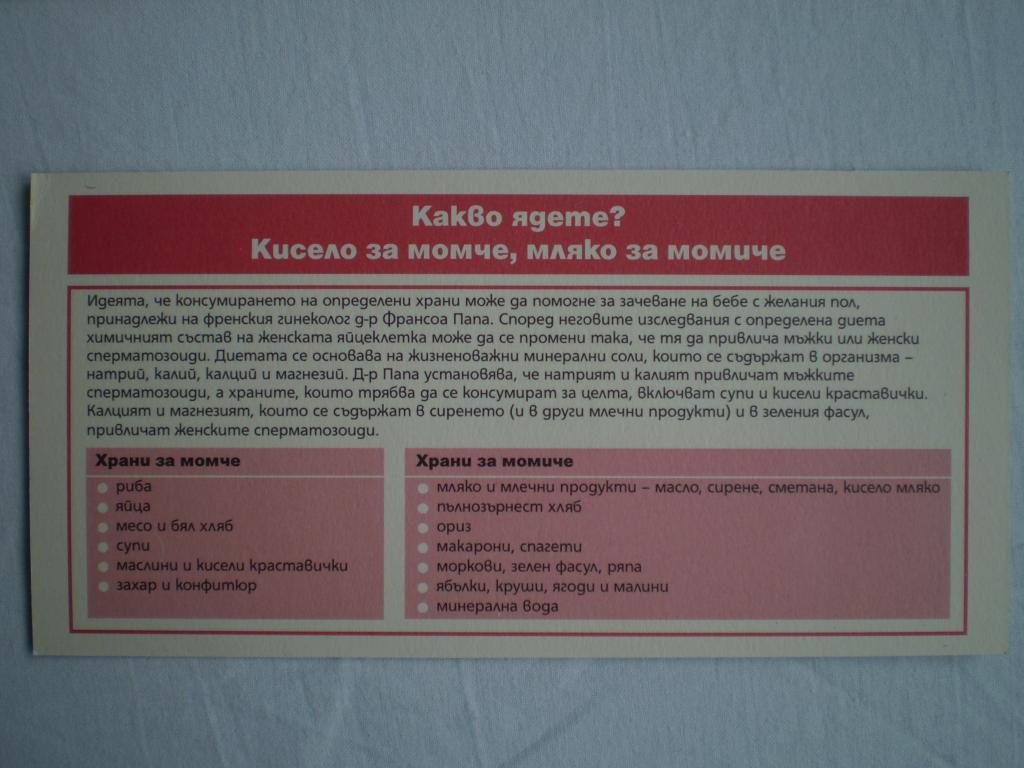 Какво ядете?
Кисело за момче, мляко за момиче
Идеята, че консумирането на определени храни може да помогне за зачеване на бебе с желания пол,
принадлежи на френския гинеколог д-р Франсоа Папа. Според неговите изследвания с определена диета
химичният състав на женската яйцеклетка може да се промени така, че тя да привлича мъжки или женски
сперматозоиди. Диетата се основава на жизненоважни минерални соли, които се съдържат в организма –
натрий, калий, калций и магнезий. Д-р Папа установява, че натрият и калият привличат мъжките
сперматозоиди, а храните, които трябва да се консумират за целта, включват супи и кисели краставички.
Калцият и магнезият, които се съдържат в сиренето (и в други млечни продукти) и в зеления фасул,
привличат женските сперматозоиди.
Храни за момче
риба
яйца
месо и бял хляб
супи
маслини и кисели краставички
захар и конфитюр
Храни за момиче
мляко и млечни продукти – масло, сирене, сметана, кисело мляко
пълнозърнест хляб
ориз
макарони, спагети
моркови, зелен фасул, ряпа
ябълки, круши, ягоди и малини
минерална вода